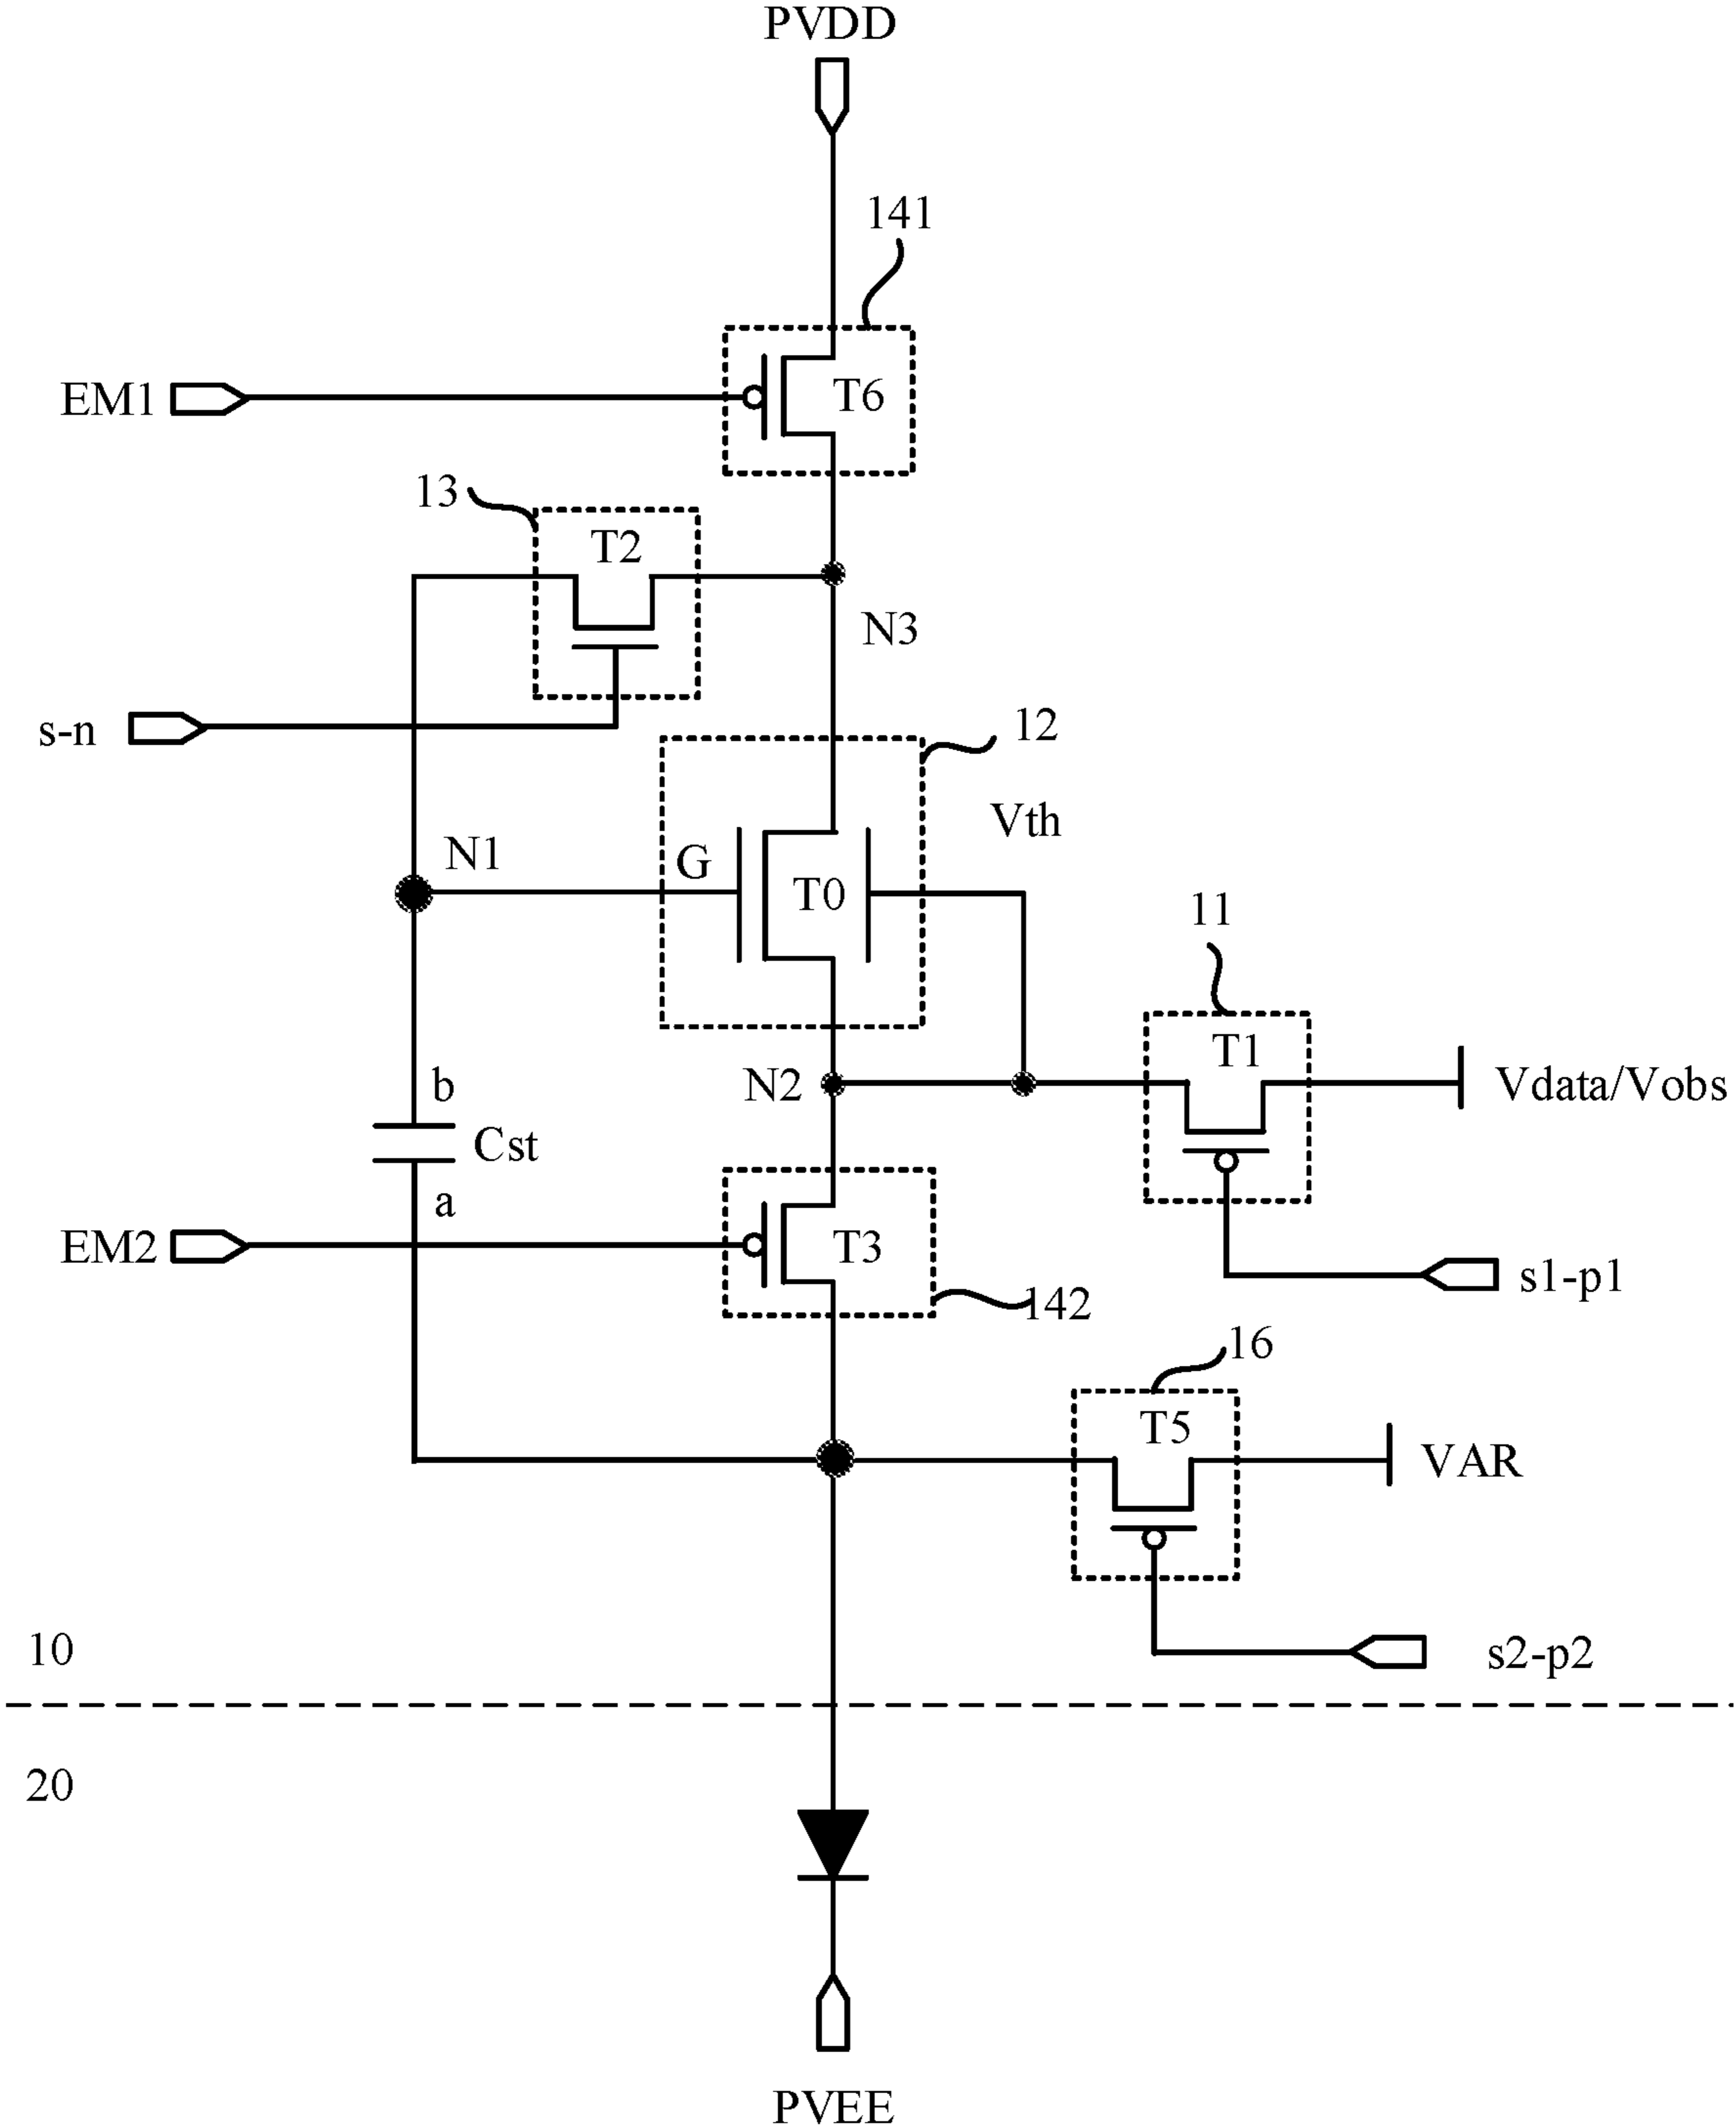 PVDD
141
EM1
T6
13
T2
N3
s-n
12
Vth
N1
G
T0
11
T1
b
N2
Vdata/Vobs
Cst
a
EM2
T3
s1-p1
142
16
T5
VAR
10
s2-p2
20
PVEE